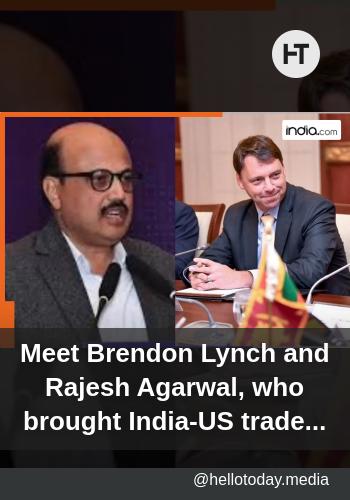 HT
india.com
Meet Brendon Lynch and
Rajesh Agarwal, who
brought India-US trade...
@hellotoday.media